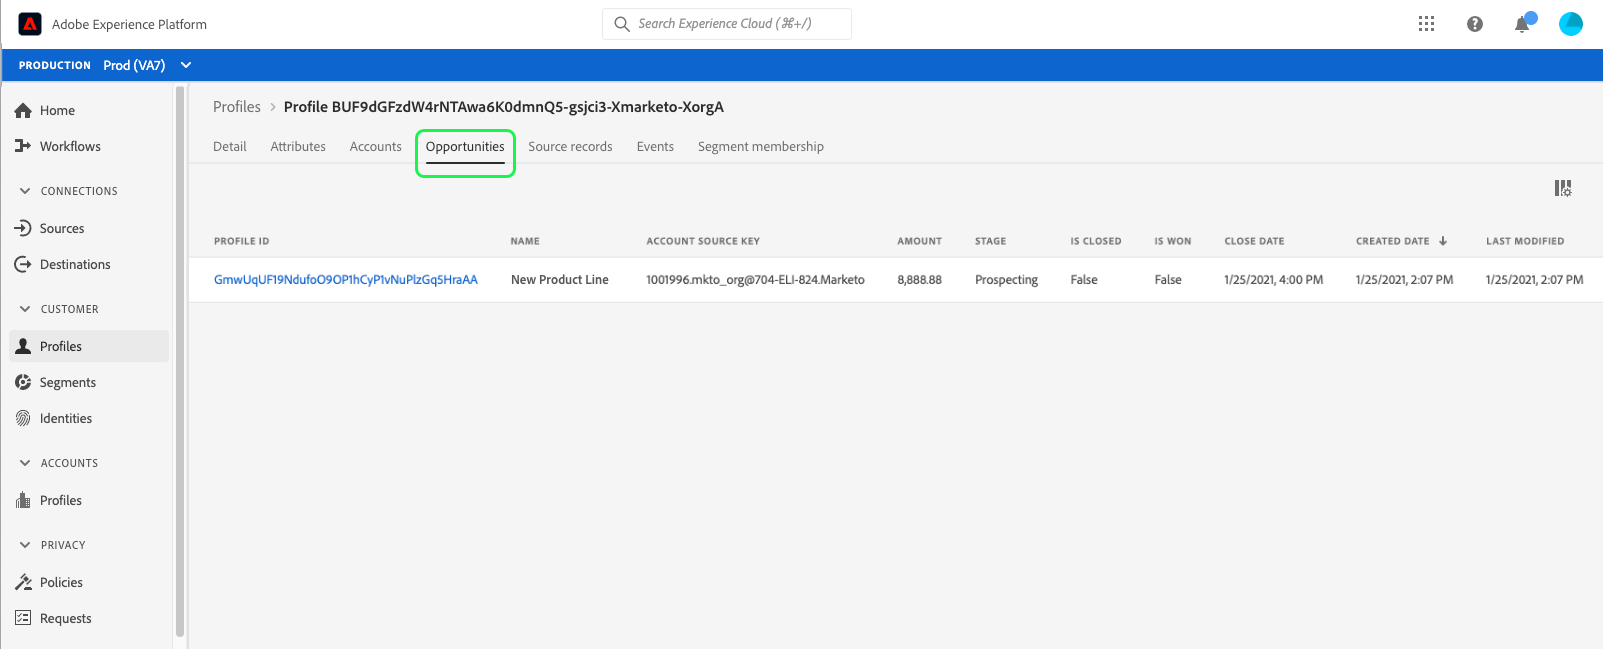 Adobe Experience Platform
Search Experience Cloud (⌘+/)
PRODUCTION Prod (VA7)
Home
Workflows
CONNECTIONS
Sources
Destinations
CUSTOMER
Profiles
Segments
Identities
ACCOUNTS
Profiles
PRIVACY
Policies
Requests
Profiles > Profile BUF9dGFzdW4rNTAwa6K0dmnQ5-gsjci3-Xmarketo-XorgA
Detail Attributes Accounts Opportunities Source records Events Segment membership
PROFILE ID NAME ACCOUNT SOURCE KEY AMOUNT STAGE IS CLOSED IS WON CLOSE DATE CREATED DATE ↓ LAST MODIFIED
GmwUqUF19NdufoO9OP1hCyP1vNuPlzGq5HraAA New Product Line 1001996.mkto_org@704-ELI-824.Marketo 8,888.88 Prospecting False False 1/25/2021, 4:00 PM 1/25/2021, 2:07 PM 1/25/2021, 2:07 PM